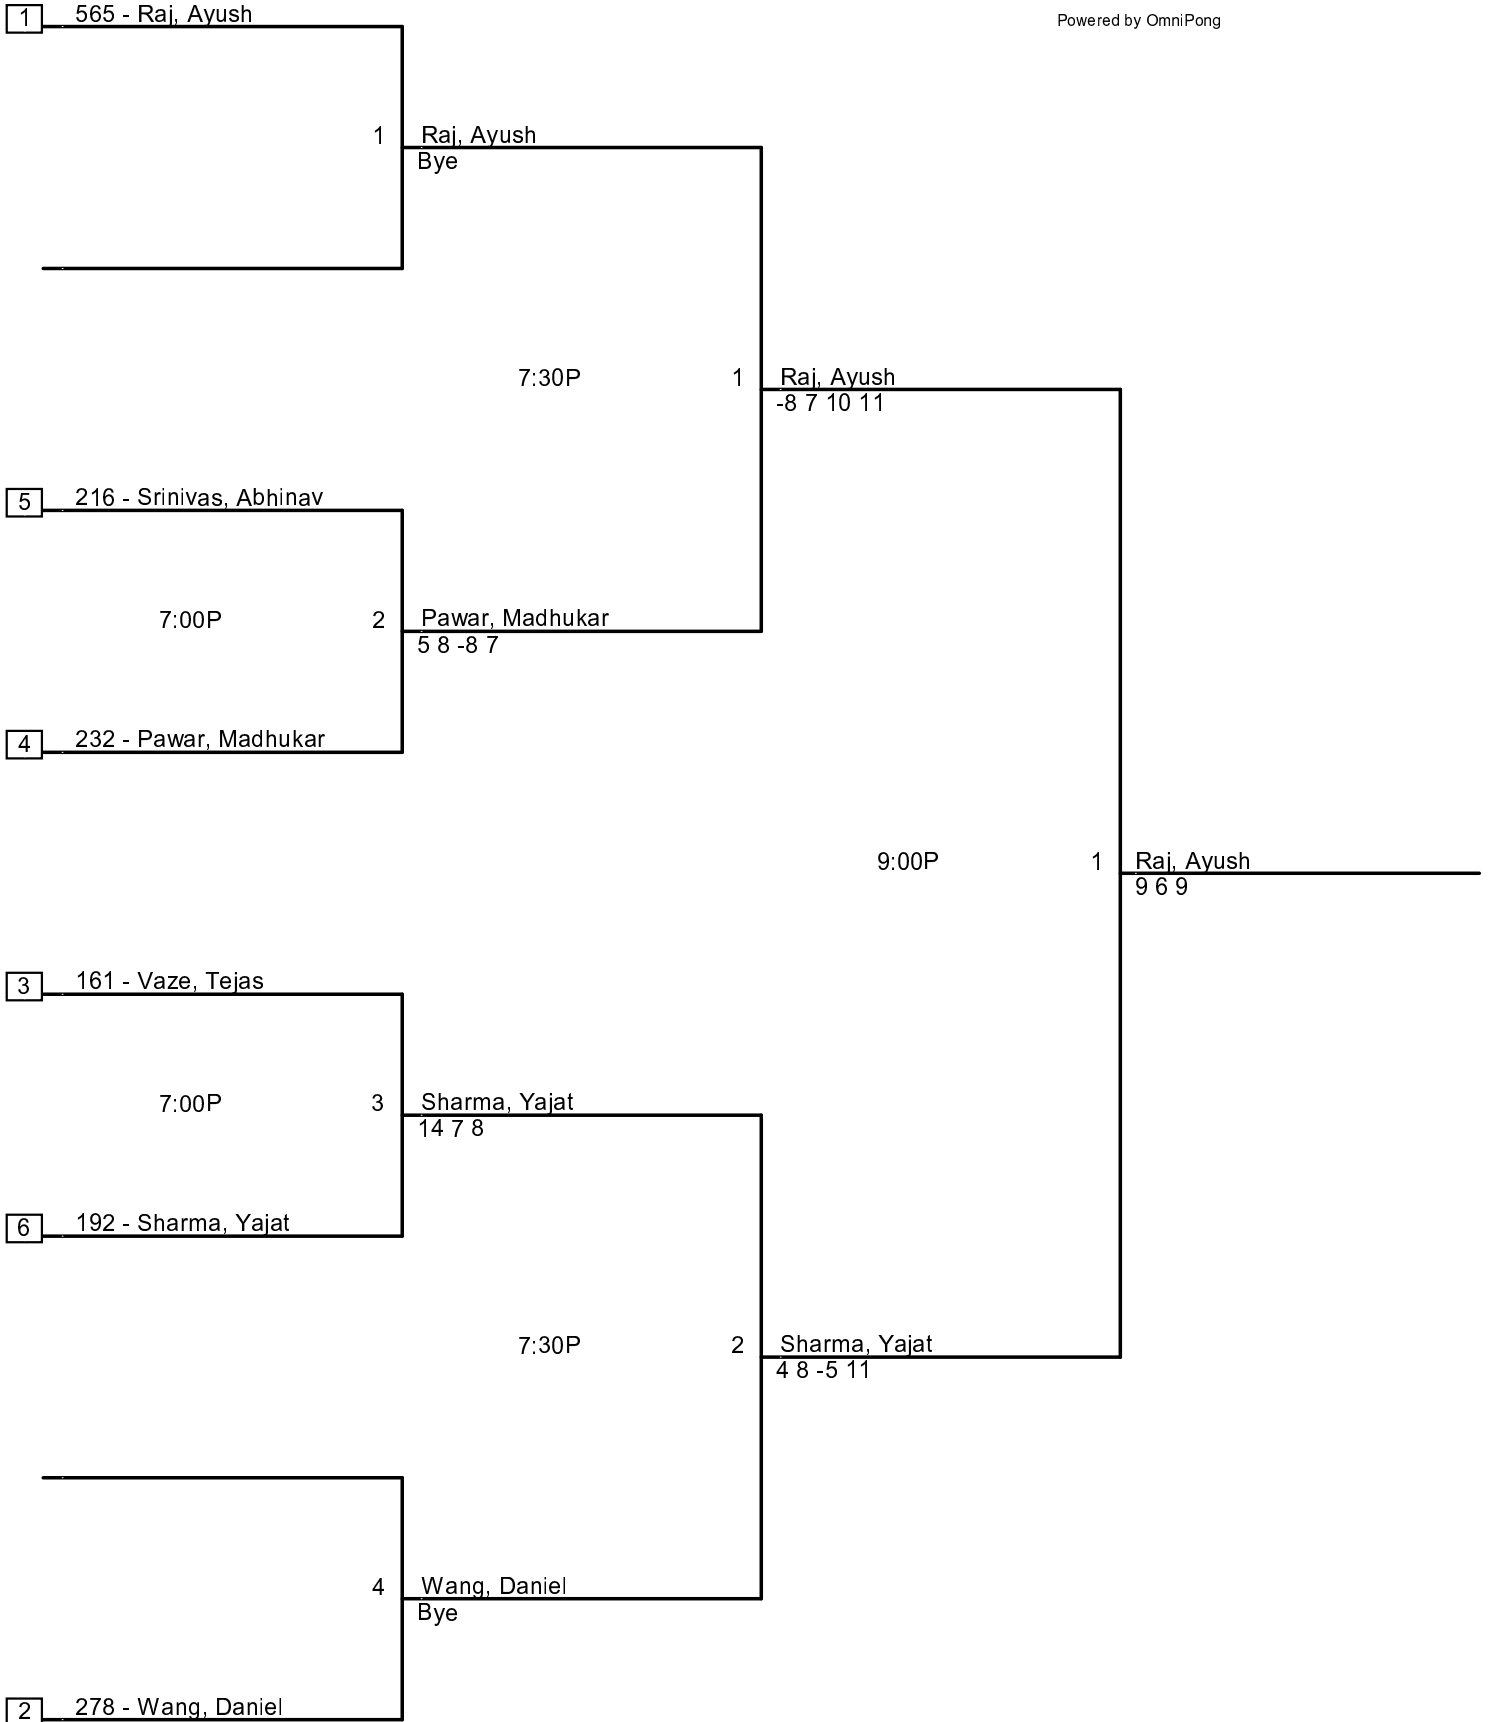 1 565 - Raj, Ayush
Powered by OmniPong
1 Raj, Ayush
Bye
7:30P 1 Raj, Ayush
-8 7 10 11
5 216 - Srinivas, Abhinav
7:00P 2 Pawar, Madhukar
5 8 -8 7
4 232 - Pawar, Madhukar
9:00P 1 Raj, Ayush
9 6 9
3 161 - Vaze, Tejas
7:00P 3 Sharma, Yajat
14 7 8
6 192 - Sharma, Yajat
7:30P 2 Sharma, Yajat
4 8 -5 11
4 Wang, Daniel
Bye
2 278 - Wang, Daniel